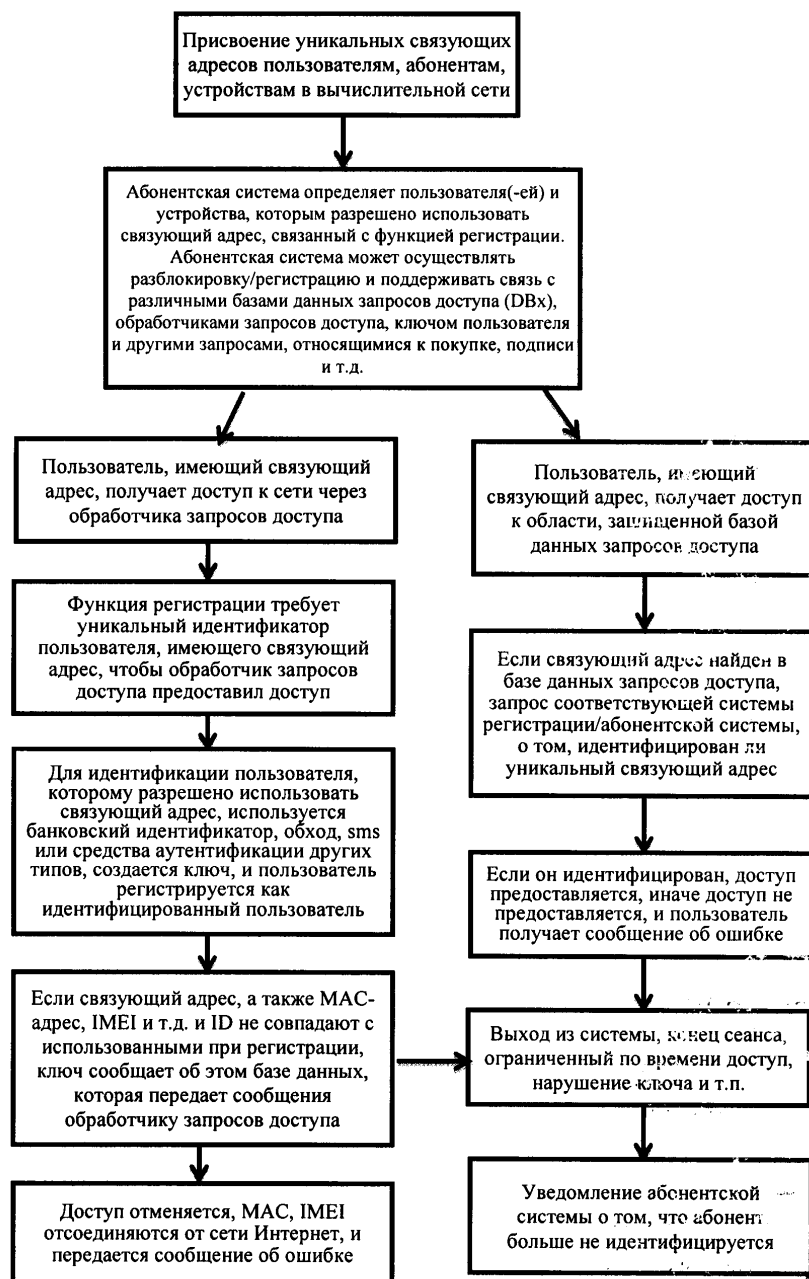 Присвоение уникальных связующих
адресов пользователям, абонентам,
устройствам в вычислительной сети
Абонентская система определяет пользователя(-ей) и
устройства, которым разрешено использовать
связующий адрес, связанный с функцией регистрации.
Абонентская система может осуществлять
разблокировку/регистрацию и поддерживать связь с
различными базами данных запросов доступа (DBx),
обработчиками запросов доступа, ключом пользователя
и другими запросами, относящимися к покупке, подписи
и т.д.
Пользователь, имеющий связующий
адрес, получает доступ к сети через
обработчика запросов доступа
Функция регистрации требует
уникальный идентификатор
пользователя, имеющего связующий
адрес, чтобы обработчик запросов
доступа предоставил доступ
Для идентификации пользователя,
которому разрешено использовать
связующий адрес, используется
банковский идентификатор, обход, sms
или средства аутентификации других
типов, создается ключ, и пользователь
регистрируется как
идентифицированный пользователь
Если связующий адрес, а также MAC-
адрес, IMEI и т.д. и ID не совпадают с
использованными при регистрации,
ключ сообщает об этом базе данных,
которая передает сообщения
обработчику запросов доступа
Доступ отменяется, MAC, IMEI
отсоединяются от сети Интернет, и
передается сообщение об ошибке
Пользователь, имеющий
связующий адрес, получает доступ
к области, защищенной базой
данных запросов доступа
Если связующий адрес найден в
базе данных запросов доступа,
запрос соответствующей системы
регистрации/абонентской системы,
о том, идентифицирован ли
уникальный связующий адрес
Если он идентифицирован, доступ
предоставляется, иначе доступ не
предоставляется, и пользователь
получает сообщение об ошибке
Выход из системы, конец сеанса,
ограниченный по времени доступ,
нарушение ключа и т.п.
Уведомление абонентской
системы о том, что абонент
больше не идентифицируется